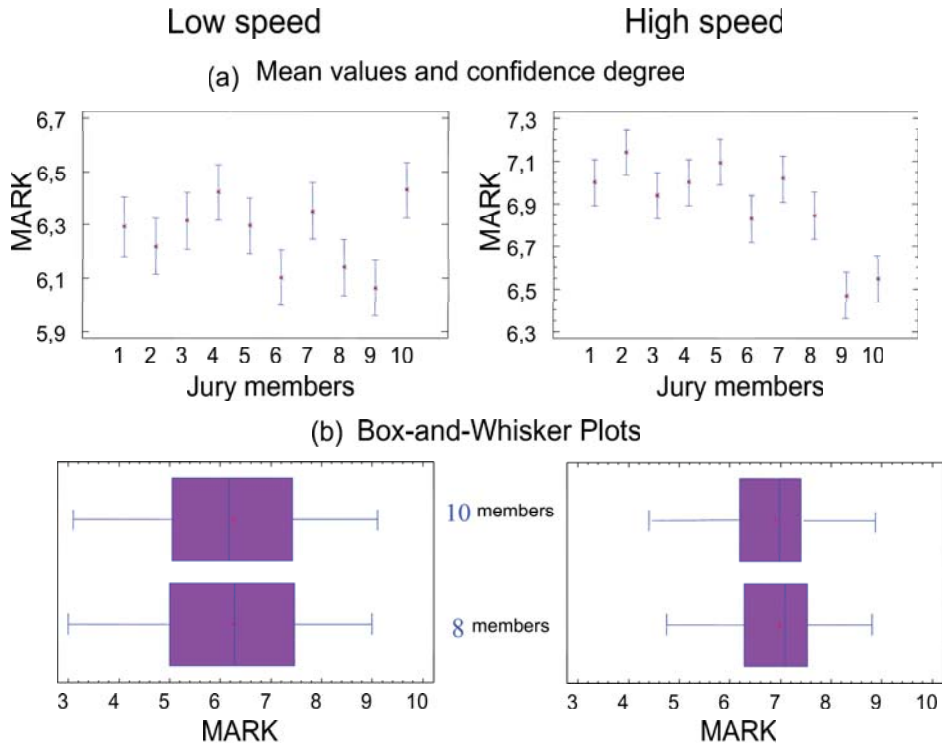 Low speed High speed
(a) Mean values and confidence degree
MARK
6,7
6,5
6,3
6,1
5,9
1 2 3 4 5 6 7 8 9 10
Jury members
MARK
7,3
7,1
6,9
6,7
6,5
6,3
1 2 3 4 5 6 7 8 9 10
Jury members
(b) Box-and-Whisker Plots
10 members
8 members
3 4 5 6 7 8 9 10
MARK
3 4 5 6 7 8 9 10
MARK